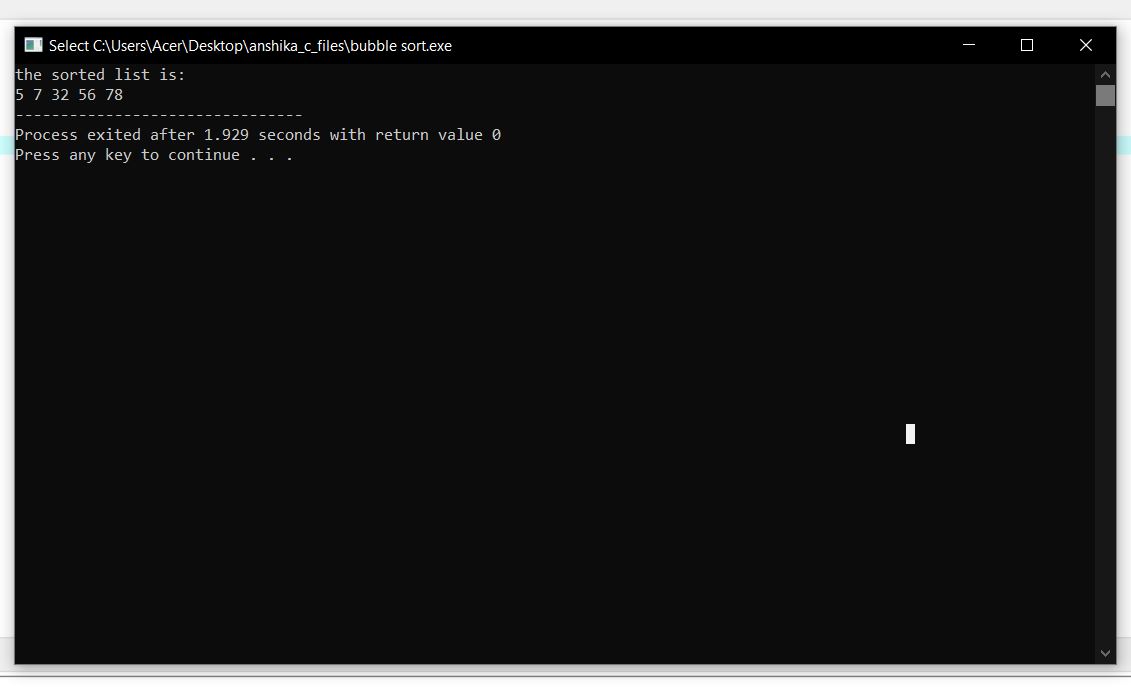 Select C:\Users\Acer\Desktop\anshika_c_files\bubble sort.exe
the sorted list is:
5 7 32 56 78
--------------------------------
Process exited after 1.929 seconds with return value 0
Press any key to continue . . .